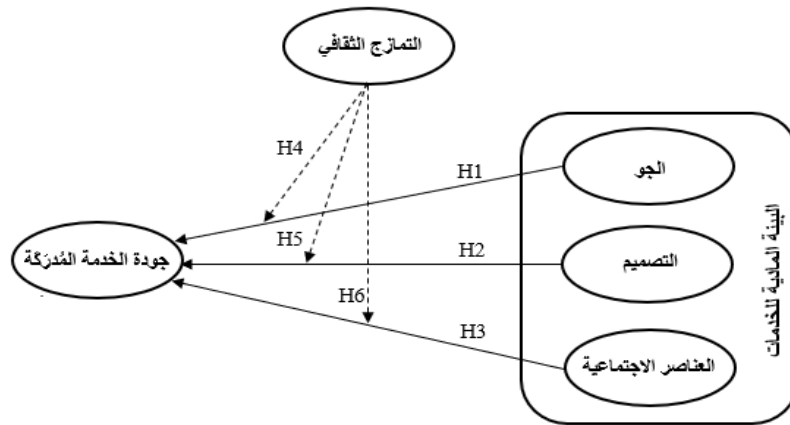 التمازج الثقافي
الجو
H4
H1
البيئة المادية للخدمات
H5
جودة الخدمة المُدرَكَة
H2
التصميم
H6
H3
العناصر الاجتماعية